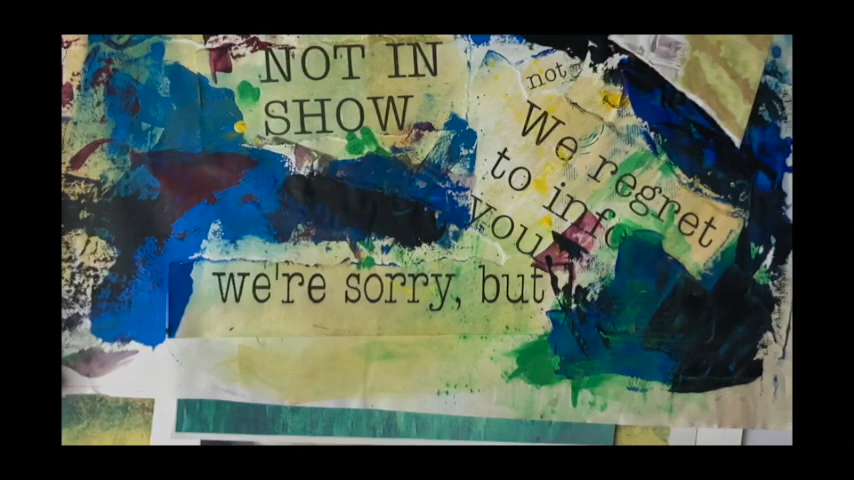 NOT IN
SHOW
not
We regret
to info
you
we're sorry, but